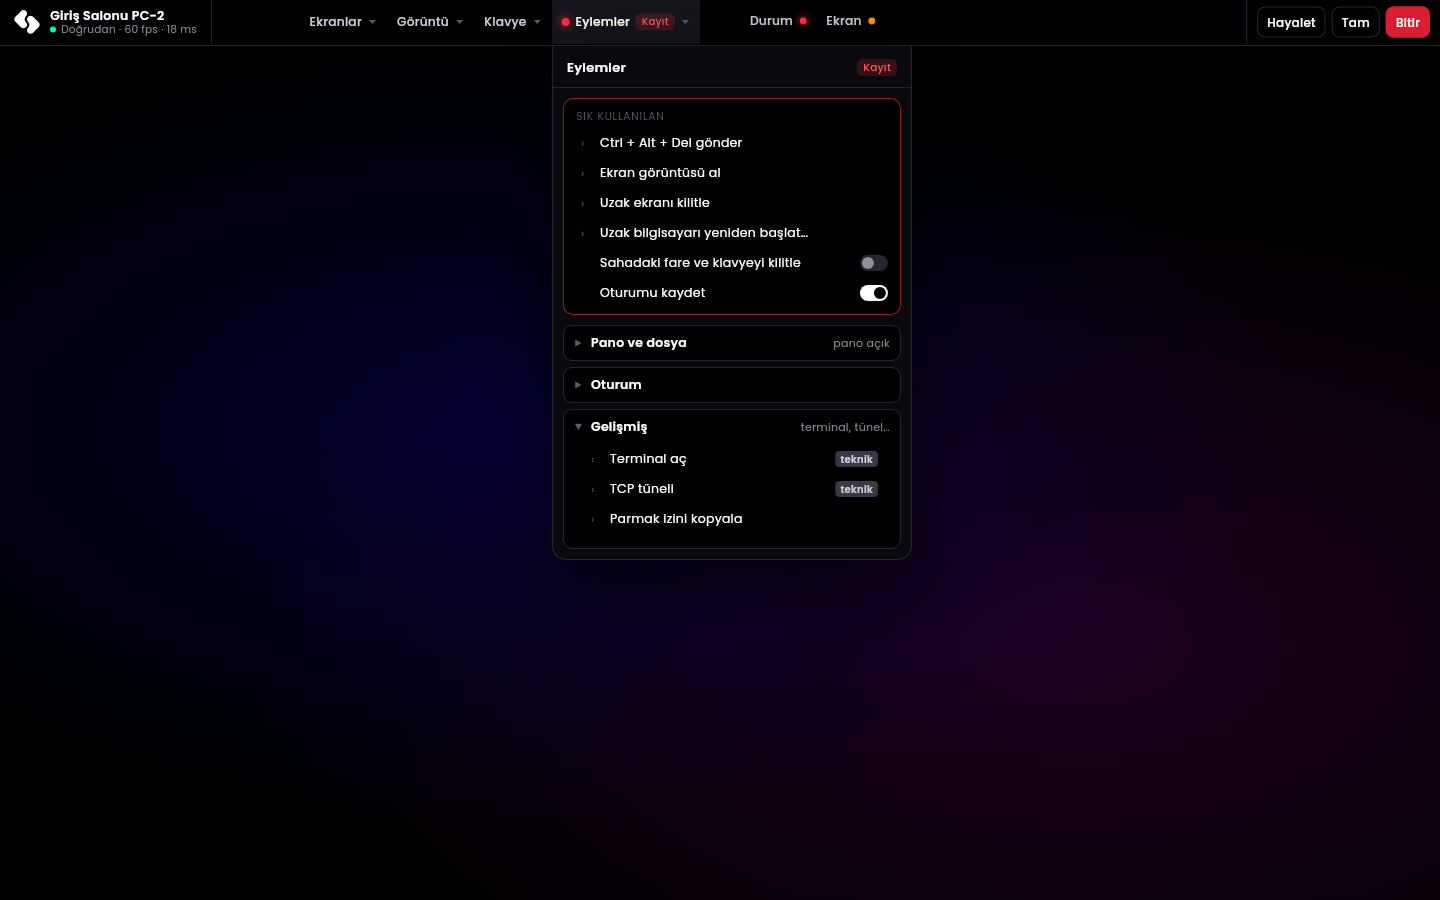 Giriş Salonu PC-2
Doğrudan · 60 fps · 18 ms
Ekranlar
Görüntü
Klavye
Eylemler Kayıt
Durum
Ekran
Hayalet
Tam
Bitir
Eylemler
Kayıt
SIK KULLANILAN
Ctrl + Alt + Del gönder
Ekran görüntüsü al
Uzak ekranı kilitle
Uzak bilgisayarı yeniden başlat...
Sahadaki fare ve klavyeyi kilitle
Oturumu kaydet
Pano ve dosya pano açık
Oturum
Gelişmiş terminal, tünel...
Terminal aç teknik
TCP tüneli teknik
Parmak izini kopyala